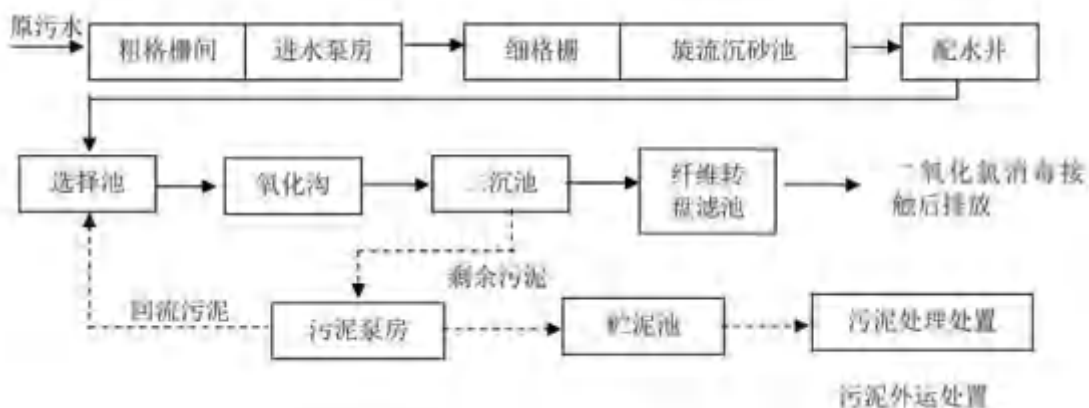 原污水
粗格栅间
进水泵房
细格栅
旋流沉砂池
配水井
选择池
氧化沟
二沉池
纤维转
盘滤池
二氧化氯消毒接
触后排放
剩余污泥
回流污泥
污泥泵房
贮泥池
污泥处理处置
污泥外运处置